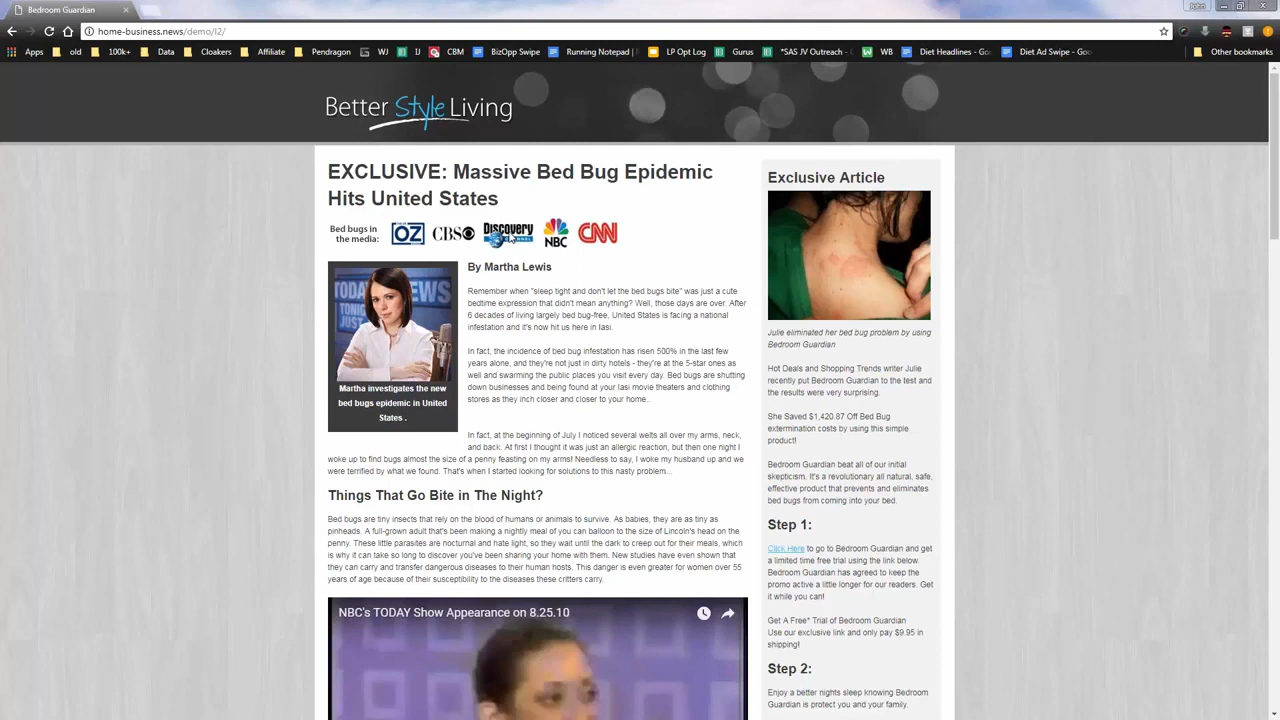 Bedroom Guardian
john
home-business.news/demo/l2/
Apps old 100k+ Data Cloakers Affiliate Pendragon WJ IJ CBM BizOpp Swipe Running Notepad LP Opt Log Gurus *SAS JV Outreach - WB Diet Headlines - Go Diet Ad Swipe - Goo Other bookmarks
Better Style Living
EXCLUSIVE: Massive Bed Bug Epidemic
Hits United States
Bed bugs in
the media:
OZ
CBS
Discovery
CHANNEL
NBC
CNN
TODAY NEWS
TONIG
JUST
Martha investigates the new
bed bugs epidemic in United
States .
By Martha Lewis
Remember when "sleep tight and don't let the bed bugs bite" was just a cute
bedtime expression that didn't mean anything? Well, those days are over. After
6 decades of living largely bed bug-free, United States is facing a national
infestation and it's now hit us here in Iasi.
In fact, the incidence of bed bug infestation has risen 500% in the last few
years alone, and they're not just in dirty hotels - they're at the 5-star ones as
well and swarming the public places you visit every day. Bed bugs are shutting
down businesses and being found at your Iasi movie theaters and clothing
stores as they inch closer and closer to your home..
In fact, at the beginning of July I noticed several welts all over my arms, neck,
and back. At first I thought it was just an allergic reaction, but then one night I
woke up to find bugs almost the size of a penny feasting on my arms! Needless to say, I woke my husband up and we
were terrified by what we found. That's when I started looking for solutions to this nasty problem...
Things That Go Bite in The Night?
Bed bugs are tiny insects that rely on the blood of humans or animals to survive. As babies, they are as tiny as
pinheads. A full-grown adult that's been making a nightly meal of you can balloon to the size of Lincoln's head on the
penny. These little parasites are nocturnal and hate light, so they wait until the dark to creep out for their meals, which
is why it can take so long to discover you've been sharing your home with them. New studies have even shown that
they can carry and transfer dangerous diseases to their human hosts. This danger is even greater for women over 55
years of age because of their susceptibility to the diseases these critters carry.
NBC's TODAY Show Appearance on 8.25.10
Exclusive Article
Julie eliminated her bed bug problem by using
Bedroom Guardian
Hot Deals and Shopping Trends writer Julie
recently put Bedroom Guardian to the test and
the results were very surprising.
She Saved $1,420.87 Off Bed Bug
extermination costs by using this simple
product!
Bedroom Guardian beat all of our initial
skepticism. It's a revolutionary all natural, safe,
effective product that prevents and eliminates
bed bugs from coming into your bed.
Step 1:
Click Here to go to Bedroom Guardian and get
a limited time free trial using the link below.
Bedroom Guardian has agreed to keep the
promo active a little longer for our readers. Get
it while you can!
Get A Free* Trial of Bedroom Guardian
Use our exclusive link and only pay $9.95 in
shipping!
Step 2:
Enjoy a better nights sleep knowing Bedroom
Guardian is protect you and your family.